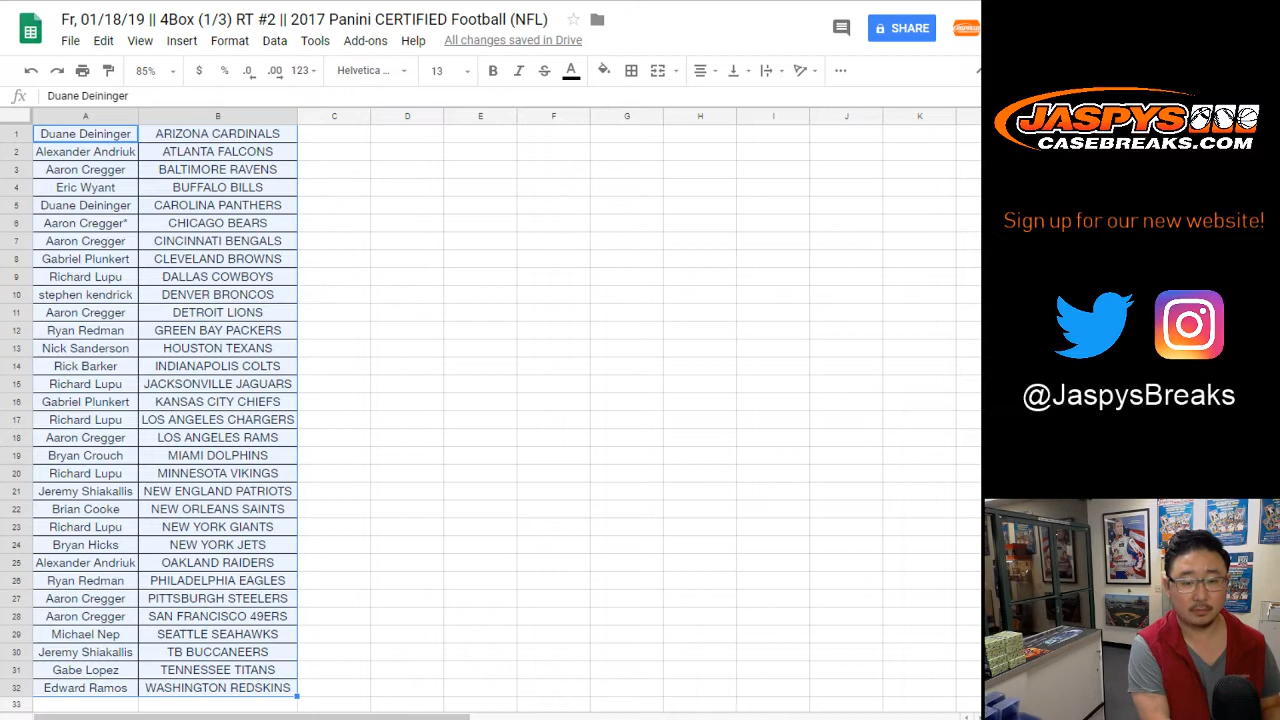 Fr, 01/18/19 || 4Box (1/3) RT #2 || 2017 Panini CERTIFIED Football (NFL)
File Edit View Insert Format Data Tools Add-ons Help All changes saved in Drive
SHARE
85% $ % .0 .00 123 Helvetica ... 13 B I S A
fx Duane Deininger
A B C D E F G H I J K
1 Duane Deininger ARIZONA CARDINALS
2 Alexander Andriuk ATLANTA FALCONS
3 Aaron Cregger BALTIMORE RAVENS
4 Eric Wyant BUFFALO BILLS
5 Duane Deininger CAROLINA PANTHERS
6 Aaron Cregger* CHICAGO BEARS
7 Aaron Cregger CINCINNATI BENGALS
8 Gabriel Plunkert CLEVELAND BROWNS
9 Richard Lupu DALLAS COWBOYS
10 stephen kendrick DENVER BRONCOS
11 Aaron Cregger DETROIT LIONS
12 Ryan Redman GREEN BAY PACKERS
13 Nick Sanderson HOUSTON TEXANS
14 Rick Barker INDIANAPOLIS COLTS
15 Richard Lupu JACKSONVILLE JAGUARS
16 Gabriel Plunkert KANSAS CITY CHIEFS
17 Richard Lupu LOS ANGELES CHARGERS
18 Aaron Cregger LOS ANGELES RAMS
19 Bryan Crouch MIAMI DOLPHINS
20 Richard Lupu MINNESOTA VIKINGS
21 Jeremy Shiakallis NEW ENGLAND PATRIOTS
22 Brian Cooke NEW ORLEANS SAINTS
23 Richard Lupu NEW YORK GIANTS
24 Bryan Hicks NEW YORK JETS
25 Alexander Andriuk OAKLAND RAIDERS
26 Ryan Redman PHILADELPHIA EAGLES
27 Aaron Cregger PITTSBURGH STEELERS
28 Aaron Cregger SAN FRANCISCO 49ERS
29 Michael Nep SEATTLE SEAHAWKS
30 Jeremy Shiakallis TB BUCCANEERS
31 Gabe Lopez TENNESSEE TITANS
32 Edward Ramos WASHINGTON REDSKINS
33
JASPYS
CASEBREAKS.COM
Sign up for our new website!
@JaspysBreaks